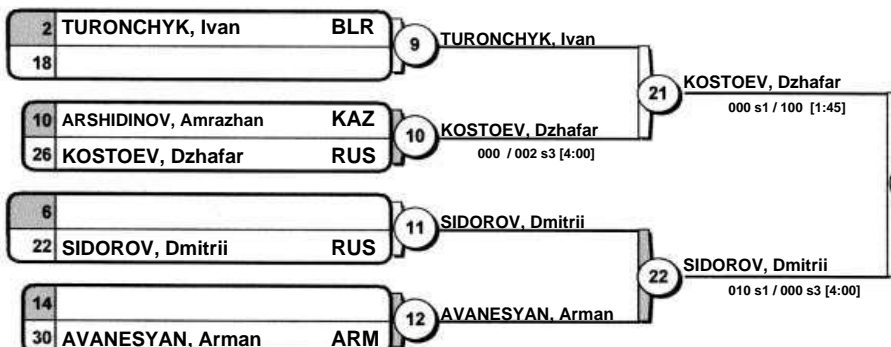 2 TURONCHYK, Ivan BLR
18
9
TURONCHYK, Ivan
10 ARSHIDINOV, Amrazhan KAZ
26 KOSTOEV, Dzhafar RUS
10
KOSTOEV, Dzhafar
000 / 002 s3 [4:00]
21
KOSTOEV, Dzhafar
000 s1 / 100 [1:45]
6
22 SIDOROV, Dmitrii RUS
11
SIDOROV, Dmitrii
14
30 AVANESYAN, Arman ARM
12
AVANESYAN, Arman
22
SIDOROV, Dmitrii
010 s1 / 000 s3 [4:00]